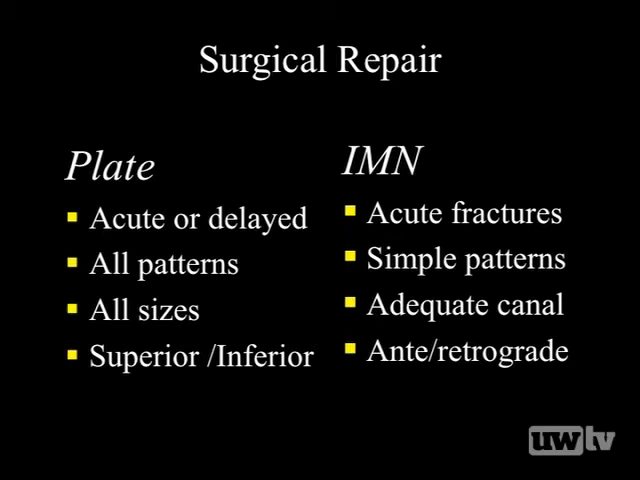 Surgical Repair
Plate
Acute or delayed
All patterns
All sizes
Superior /Inferior
IMN
Acute fractures
Simple patterns
Adequate canal
Ante/retrograde
uwtv